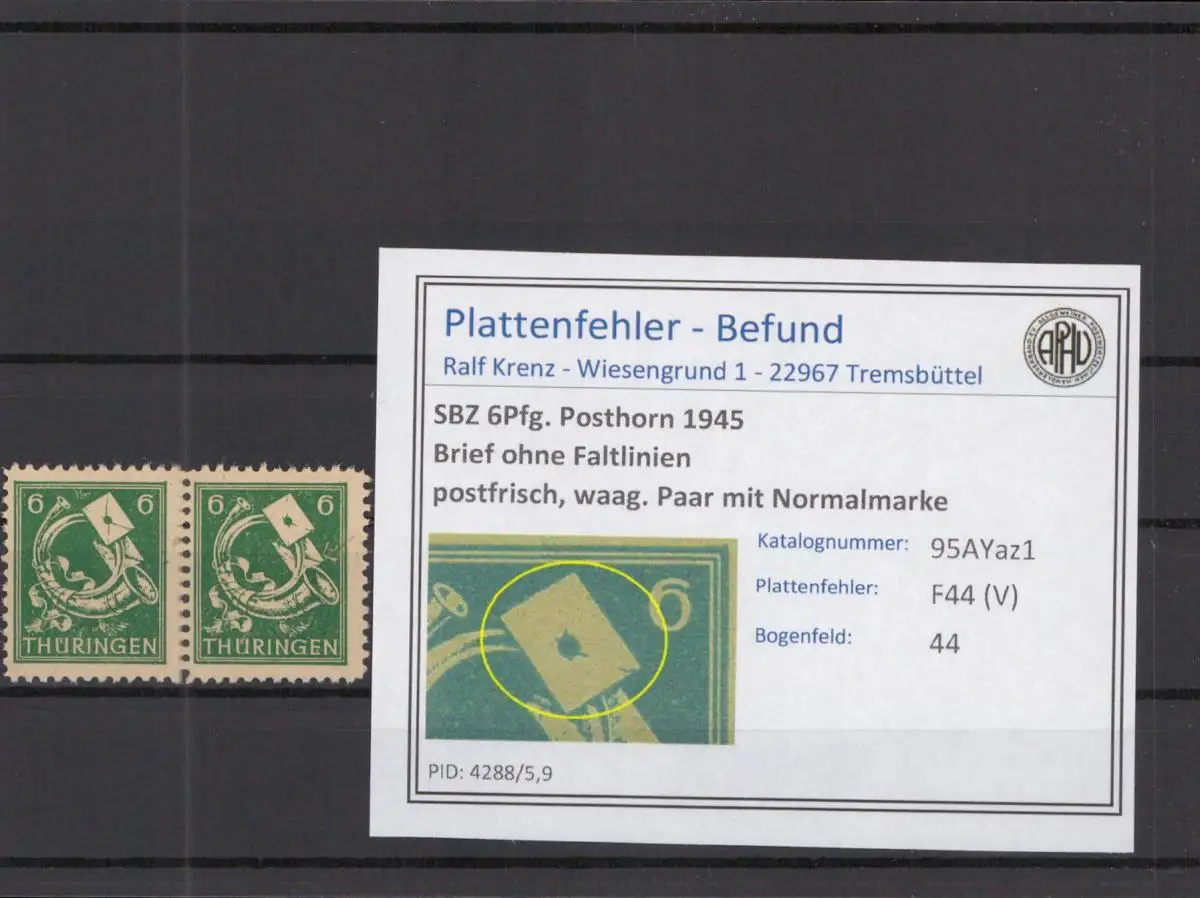 6 6
THÜRINGEN
6 6
THÜRINGEN
Plattenfehler - Befund
Ralf Krenz - Wiesengrund 1 - 22967 Tremsbüttel
APHV
SBZ 6Pfg. Posthorn 1945
Brief ohne Faltlinien
postfrisch, waag. Paar mit Normalmarke
6
Katalognummer: 95AYaz1
Plattenfehler: F44 (V)
Bogenfeld: 44
PID: 4288/5,9